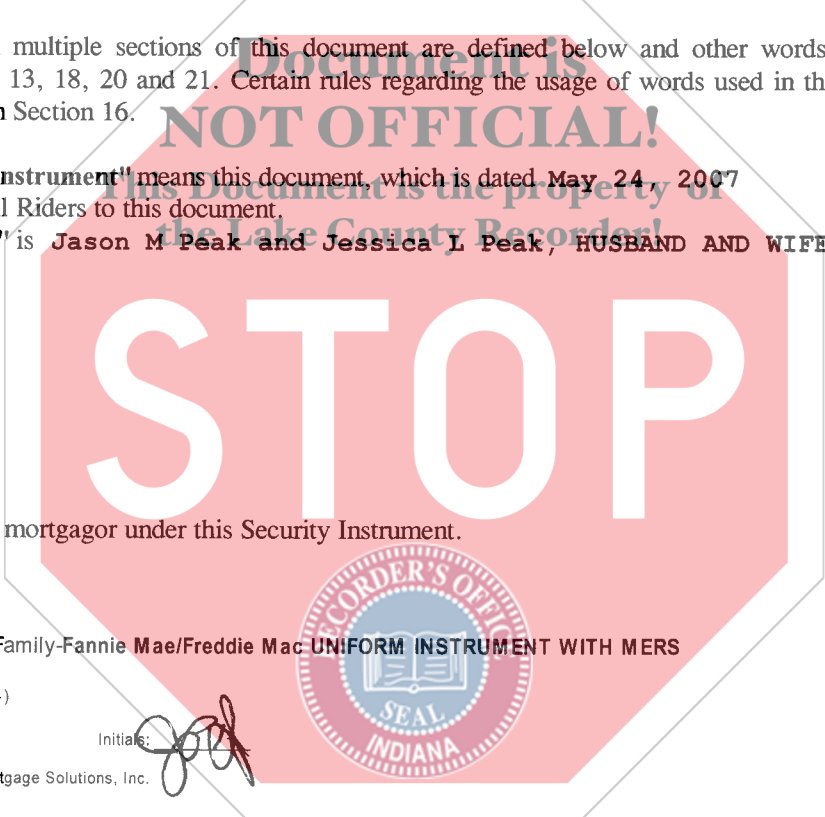 multiple sections of this document are defined below and other words
Document is
13, 18, 20 and 21. Certain rules regarding the usage of words used in th
n Section 16.
NOT OFFICIAL!
nstrument" means this document, which is dated May 24, 2007
This Document is the property of
l Riders to this document.
" is Jason M Peak and Jessica L Peak, HUSBAND AND WIFE
the Lake County Recorder!
STOP
mortgagor under this Security Instrument.
RECORDER'S OFFICE
Family-Fannie Mae/Freddie Mac UNIFORM INSTRUMENT WITH MERS
)
SEAL
Initials:
INDIANA
tgage Solutions, Inc.